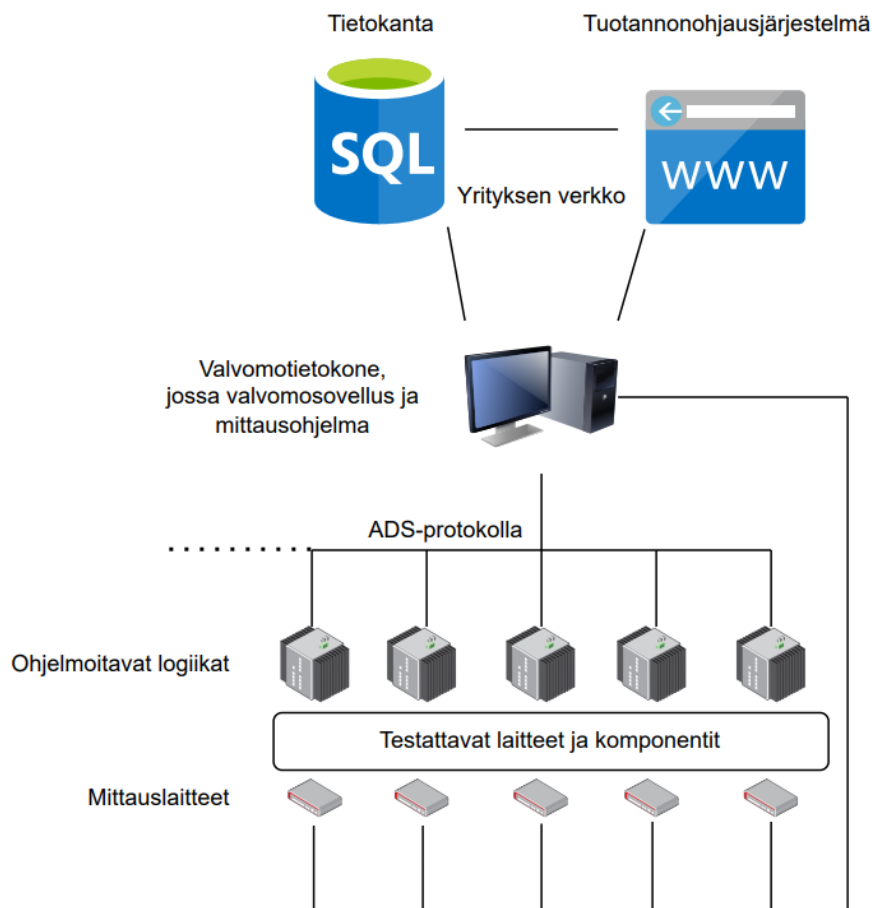 Tietokanta
Tuotannonohjausjärjestelmä
SQL
WWW
Yrityksen verkko
Valvomotietokone,
jossa valvomosovellus ja
mittausohjelma
ADS-protokolla
Ohjelmoitavat logiikat
Testattavat laitteet ja komponentit
Mittauslaitteet